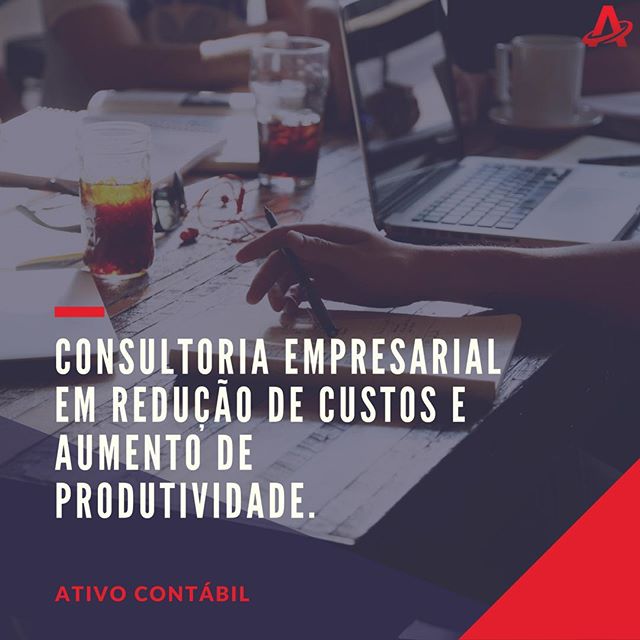 CONSULTORIA EMPRESARIAL
EM REDUÇÃO DE CUSTOS E
AUMENTO DE
PRODUTIVIDADE.
ATIVO CONTÁBIL